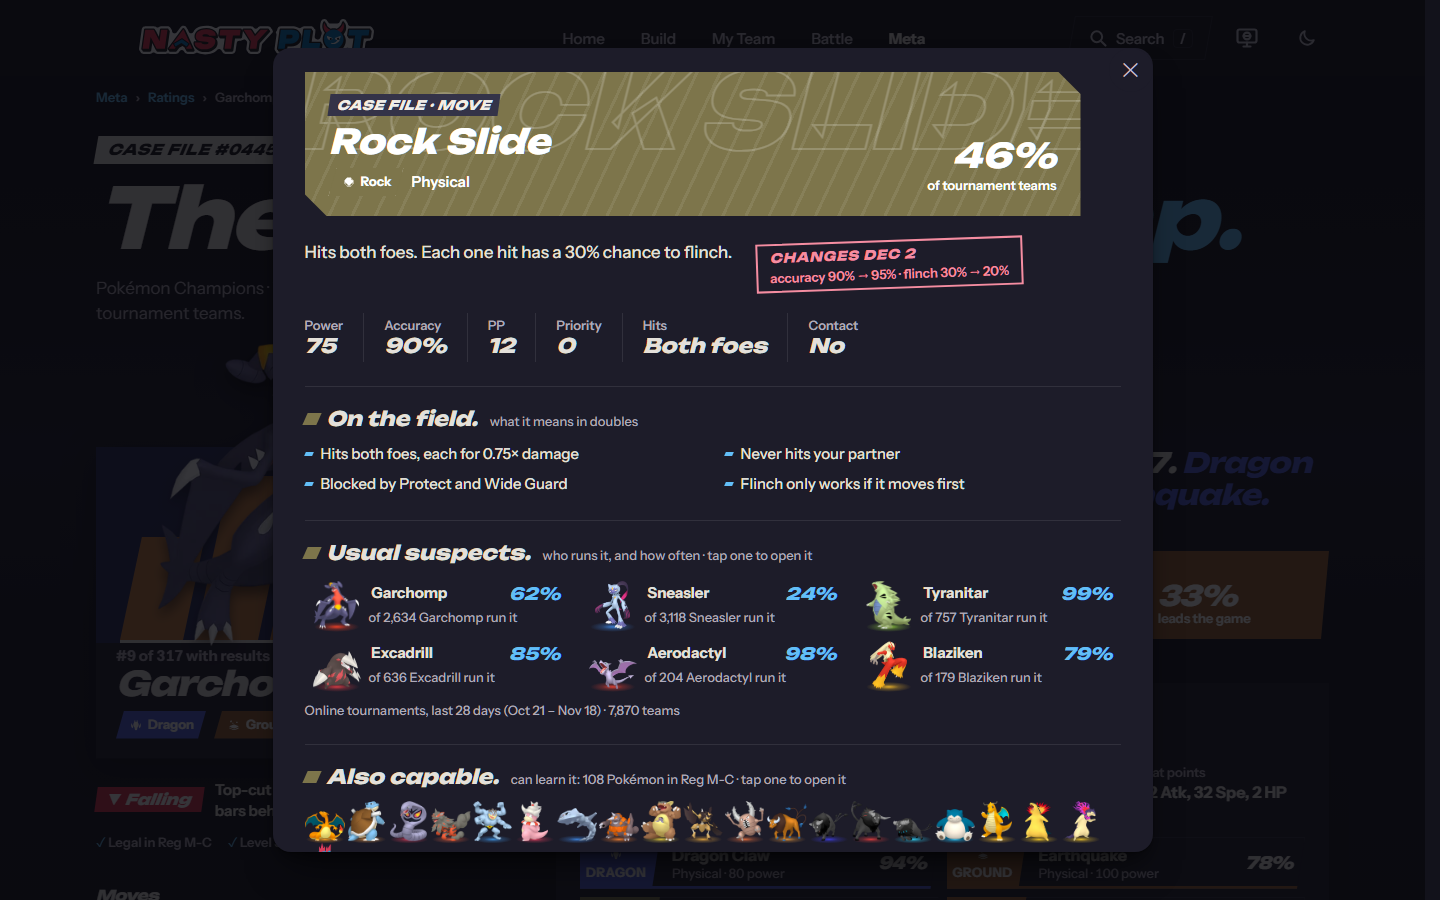 NASTY PLOT
Home Build My Team Battle Meta
Search /
Meta › Ratings › Garchom
CASE FILE #0445
The
p.
Pokémon Champions ·
tournament teams.
CASE FILE · MOVE
ROCK SLIDE
Rock Slide
Rock Physical
46%
of tournament teams
Hits both foes. Each one hit has a 30% chance to flinch.
CHANGES DEC 2
accuracy 90% → 95% · flinch 30% → 20%
Power Accuracy PP Priority Hits Contact
75 90% 12 0 Both foes No
On the field. what it means in doubles
Hits both foes, each for 0.75× damage
Never hits your partner
Blocked by Protect and Wide Guard
Flinch only works if it moves first
Usual suspects. who runs it, and how often · tap one to open it
Garchomp 62%
of 2,634 Garchomp run it
Sneasler 24%
of 3,118 Sneasler run it
Tyranitar 99%
of 757 Tyranitar run it
Excadrill 85%
of 636 Excadrill run it
Aerodactyl 98%
of 204 Aerodactyl run it
Blaziken 79%
of 179 Blaziken run it
Online tournaments, last 28 days (Oct 21 – Nov 18) · 7,870 teams
Also capable. can learn it: 108 Pokémon in Reg M-C · tap one to open it
7. Dragon
quake.
33%
leads the game
#9 of 317 with results
Garcho
Dragon Grou
▼ Falling
Top-cut
bars beh
✓ Legal in Reg M-C ✓ Level
Moves
at points
2 Atk, 32 Spe, 2 HP
DRAGON
Dragon Claw
Physical · 80 power
94%
GROUND
Earthquake
Physical · 100 power
78%